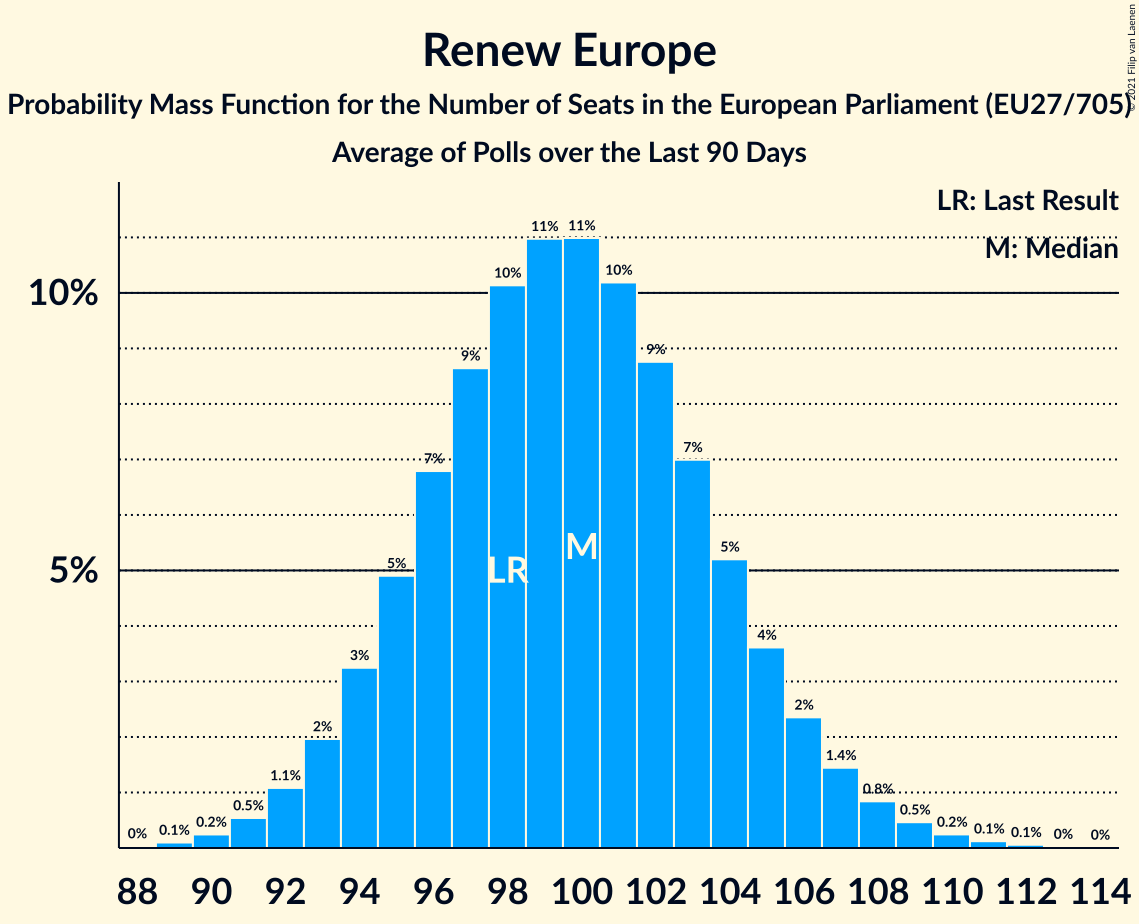 Renew Europe
Probability Mass Function for the Number of Seats in the European Parliament (EU27/705)
Average of Polls over the Last 90 Days
© 2021 Filip van Laenen
LR: Last Result
M: Median
10%
5%
0% 0.1% 0.2% 0.5% 1.1% 2% 3% 5% 7% 9% 10% 11% 11% 10% 9% 7% 5% 4% 2% 1.4% 0.8% 0.5% 0.2% 0.1% 0.1% 0% 0%
LR M
88 90 92 94 96 98 100 102 104 106 108 110 112 114